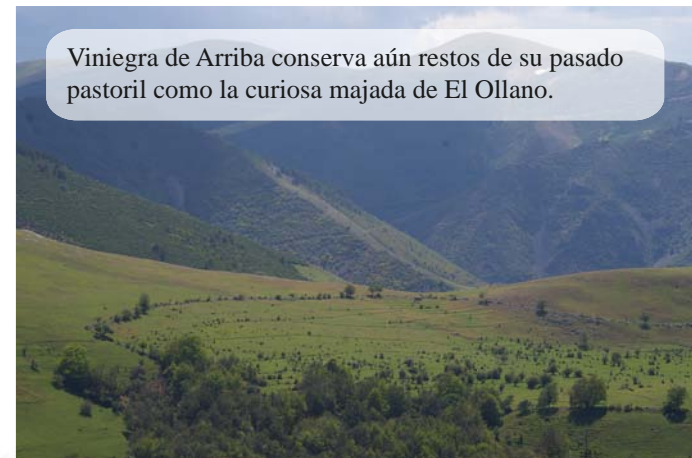 Viniegra de Arriba conserva aún restos de su pasado
pastoril como la curiosa majada de El Ollano.